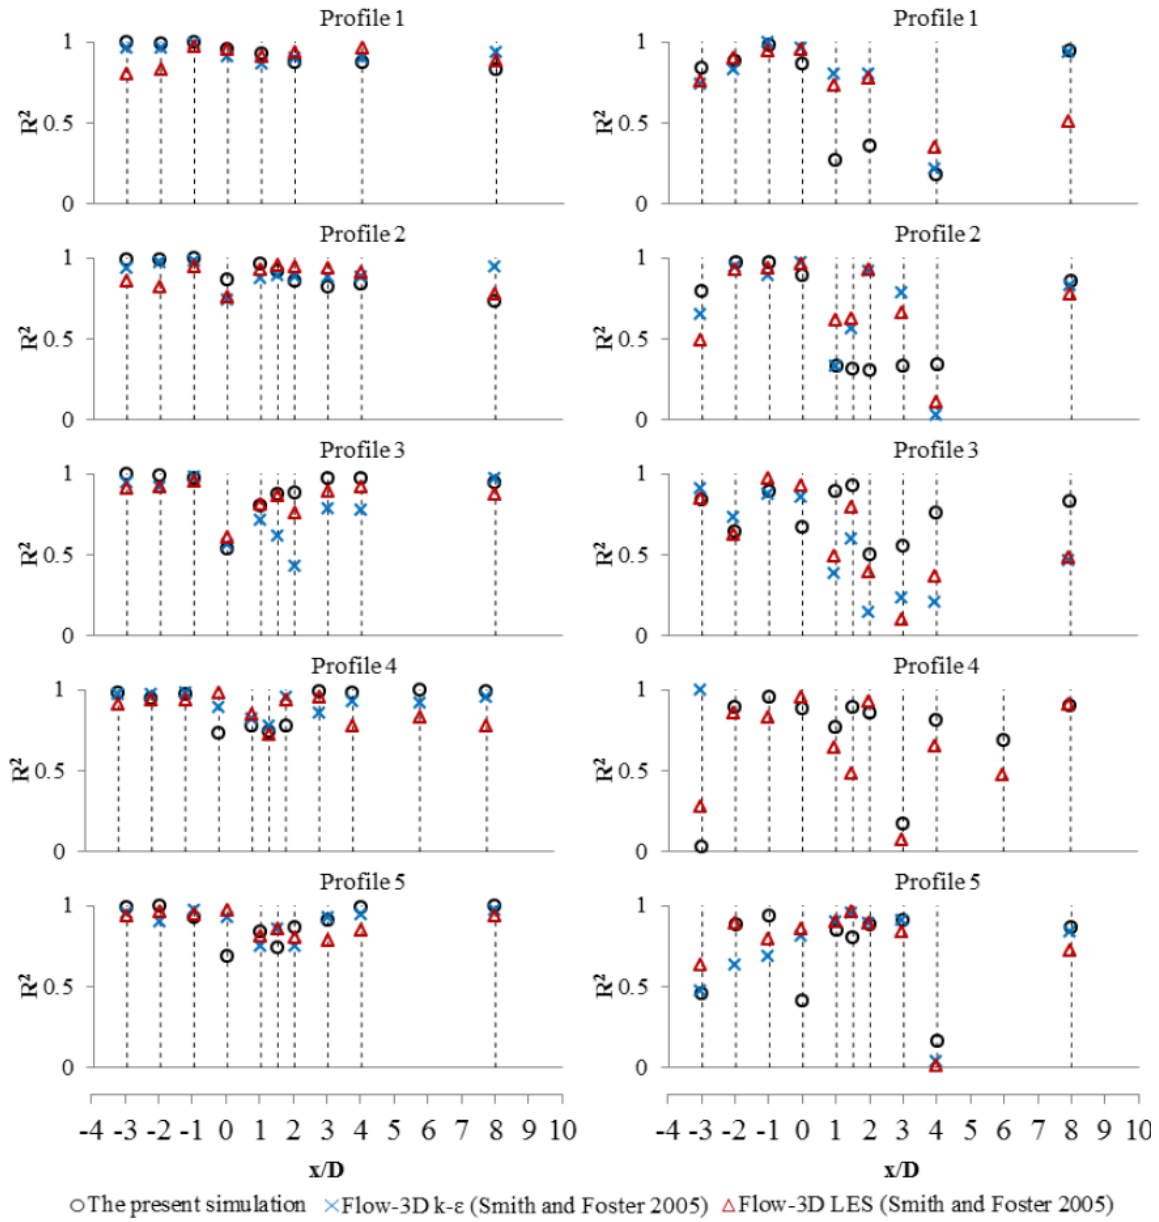 Profile 1
Profile 1
1
0.5
0
R²
1
0.5
0
R²
Profile 2
Profile 2
1
0.5
0
R²
1
0.5
0
R²
Profile 3
Profile 3
1
0.5
0
R²
1
0.5
0
R²
Profile 4
Profile 4
1
0.5
0
R²
1
0.5
0
R²
Profile 5
Profile 5
1
0.5
0
R²
1
0.5
0
R²
-4 -3 -2 -1 0 1 2 3 4 5 6 7 8 9 10
-4 -3 -2 -1 0 1 2 3 4 5 6 7 8 9 10
x/D
x/D
The present simulation Flow-3D k-ε (Smith and Foster 2005) Flow-3D LES (Smith and Foster 2005)